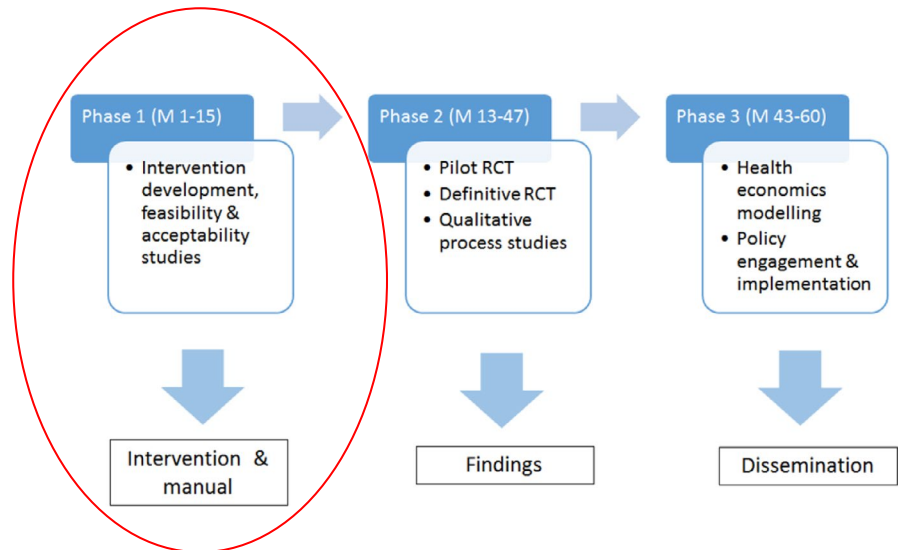 Phase 1 (M 1-15)
• Intervention
development,
feasibility &
acceptability
studies
Intervention &
manual
Phase 2 (M 13-47)
• Pilot RCT
• Definitive RCT
• Qualitative
process studies
Findings
Phase 3 (M 43-60)
• Health
economics
modelling
• Policy
engagement &
implementation
Dissemination